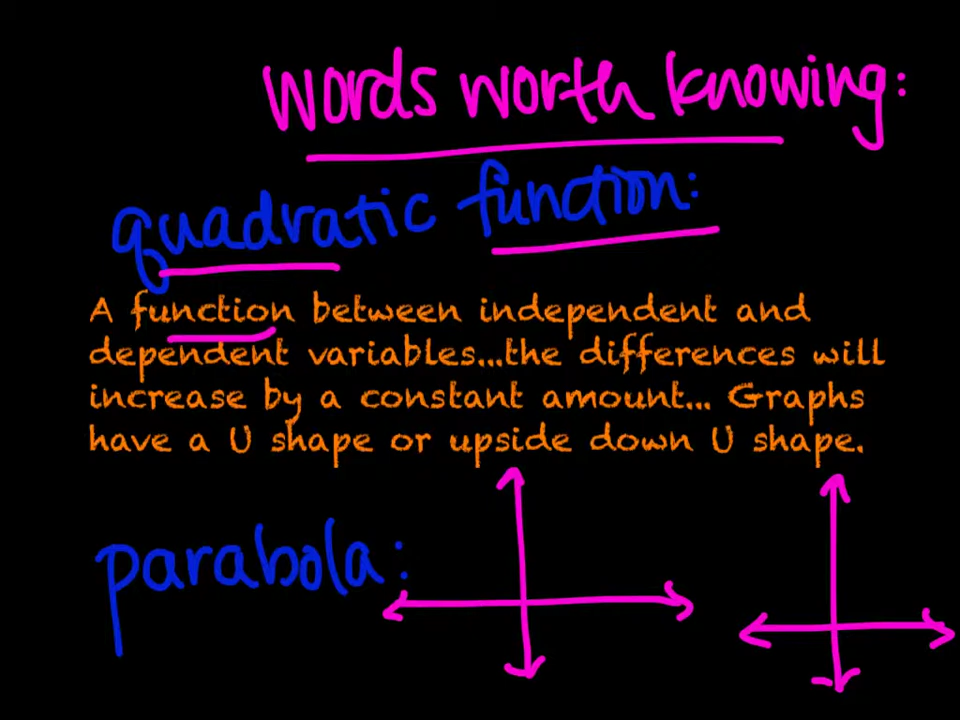 words worth knowing:
quadratic function:
A function between independent and
dependent variables...the differences will
increase by a constant amount... Graphs
have a U shape or upside down U shape.
parabola: